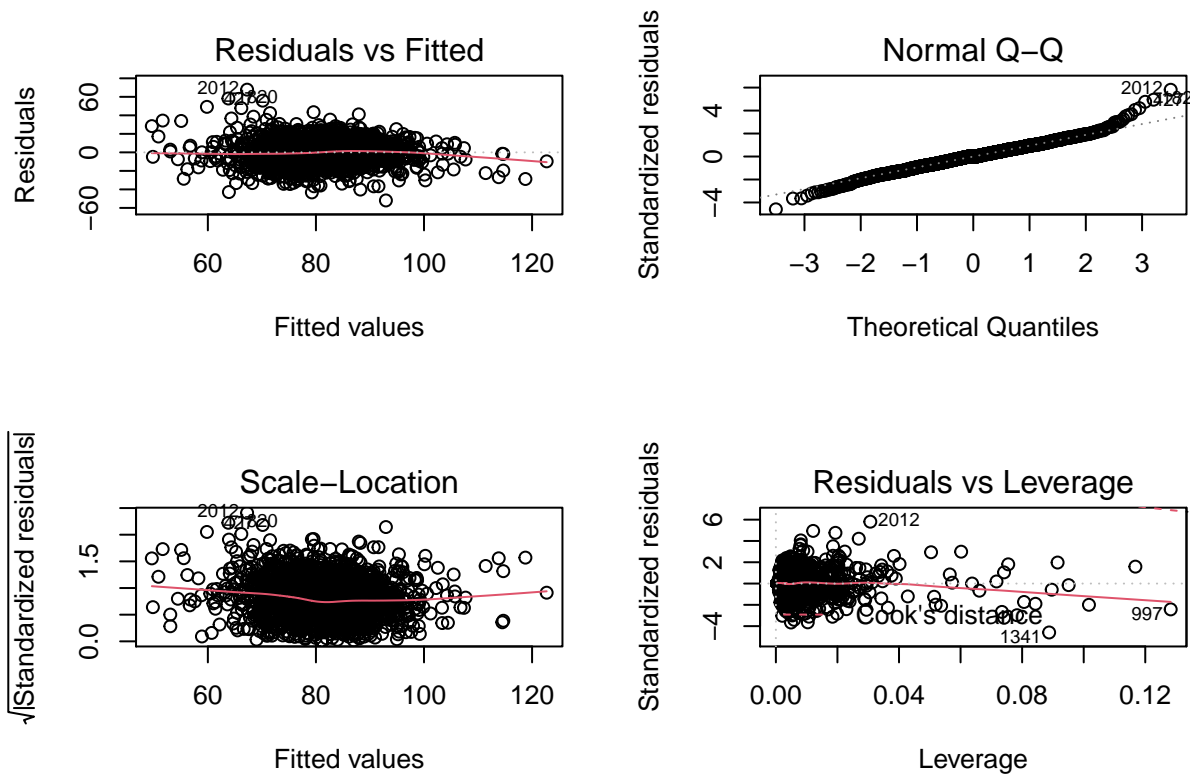 Residuals vs Fitted
Residuals
60
0
−60
2012
60
80
100
120
Fitted values
Normal Q−Q
Standardized residuals
4
0
−4
2012
−3
−2
−1
0
1
2
3
Theoretical Quantiles
Scale−Location
√|Standardized residuals|
1.5
0.0
2012
60
80
100
120
Fitted values
Residuals vs Leverage
Standardized residuals
6
2
−4
2012
Cook's distance
997
1341
0.00
0.04
0.08
0.12
Leverage